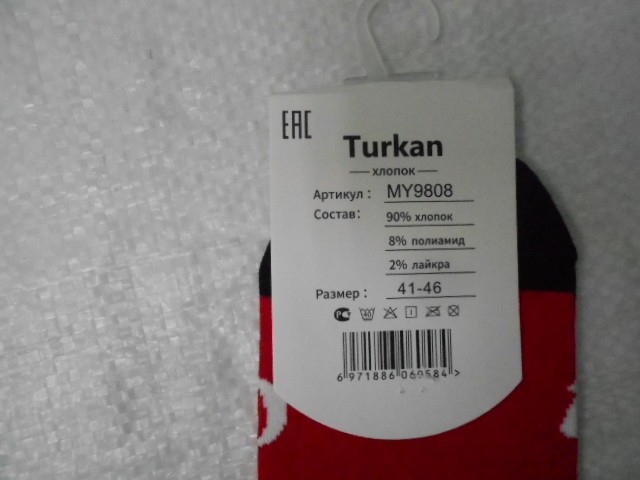 EAC
Turkan
хлопок
Артикул: MY9808
Состав: 90% хлопок
8% полиамид
2% лайкра
Размер: 41-46
6 971886 069584 >